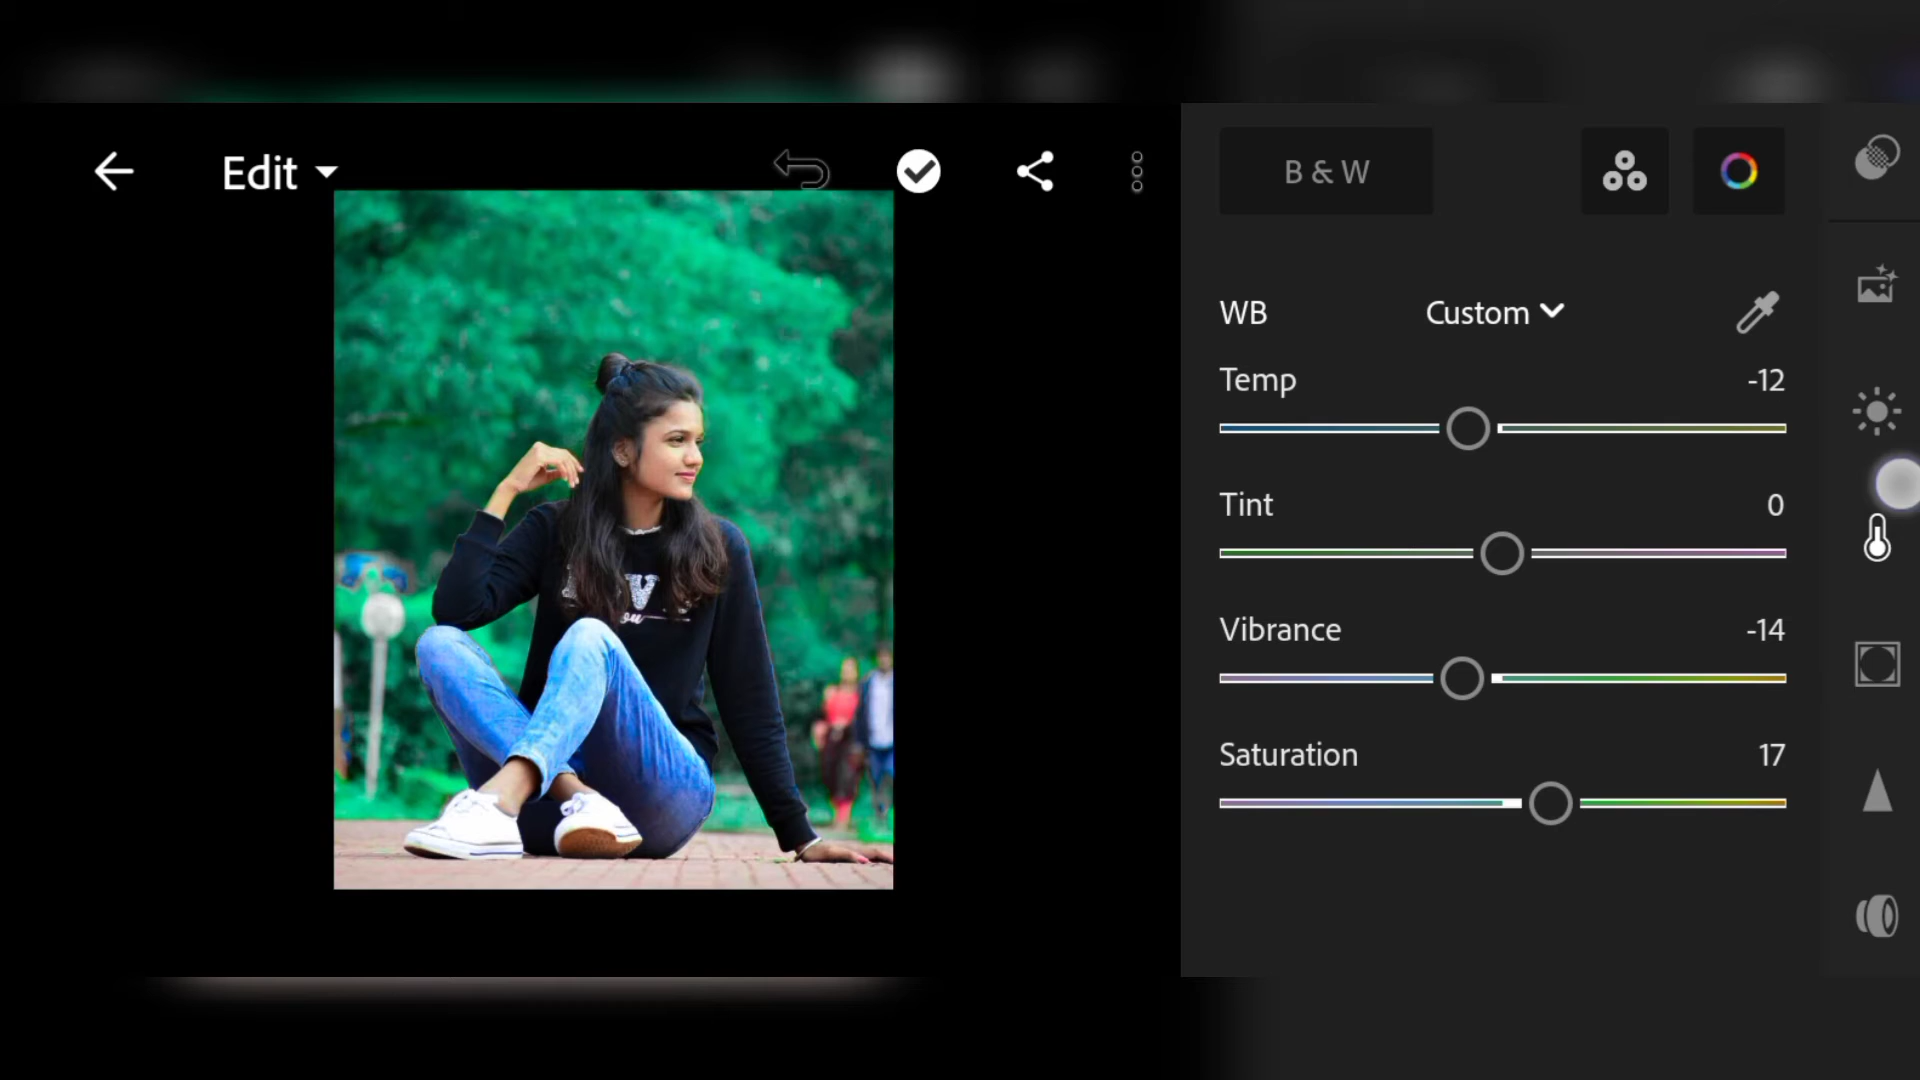 Edit
B & W
WB Custom
Temp -12
Tint 0
Vibrance -14
Saturation 17